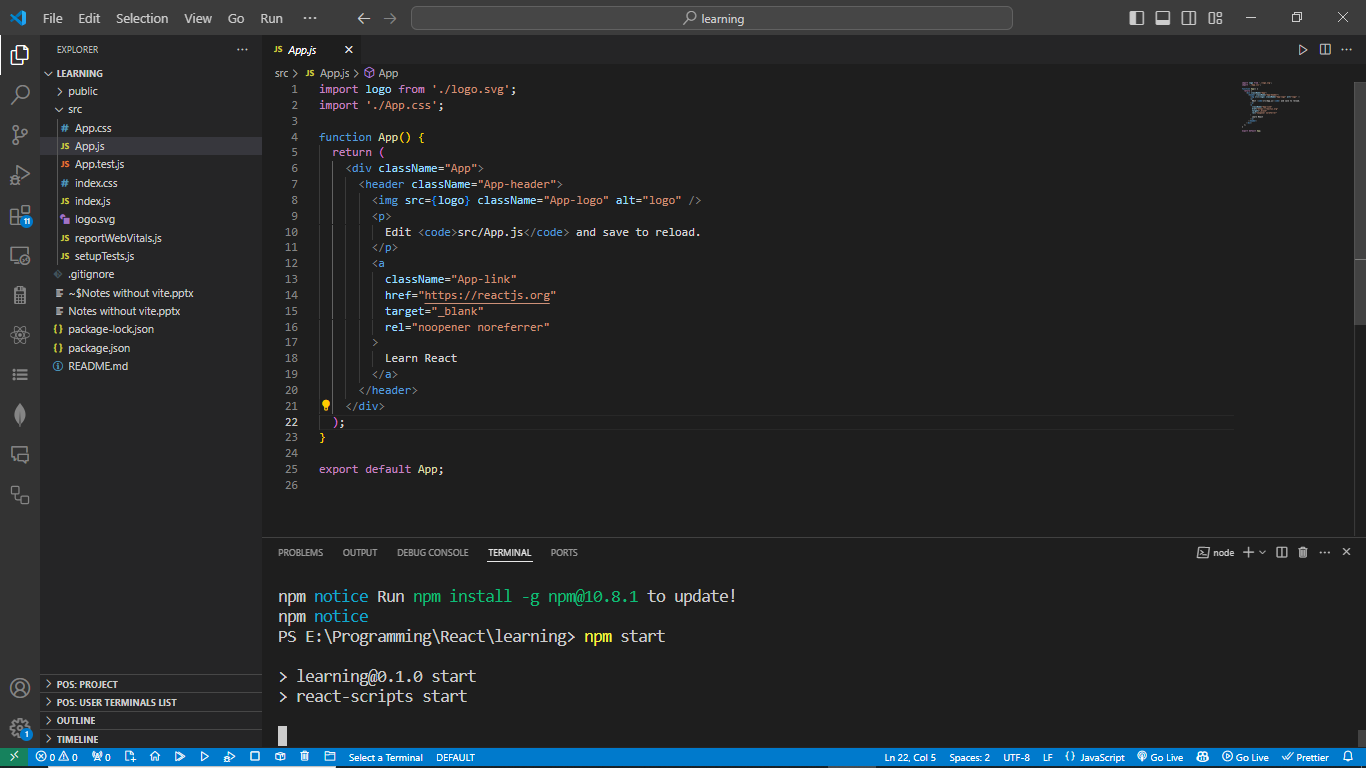 File Edit Selection View Go Run ··· learning
EXPLORER ···
LEARNING
public
src
# App.css
JS App.js
JS App.test.js
# index.css
JS index.js
logo.svg
JS reportWebVitals.js
JS setupTests.js
.gitignore
~$Notes without vite.pptx
Notes without vite.pptx
{} package-lock.json
{} package.json
README.md
POS: PROJECT
POS: USER TERMINALS LIST
OUTLINE
TIMELINE
11
1
JS App.js
src > JS App.js > App
1 import logo from './logo.svg';
2 import './App.css';
3
4 function App() {
5 return (
6 <div className="App">
7 <header className="App-header">
8 <img src={logo} className="App-logo" alt="logo" />
9 <p>
10 Edit <code>src/App.js</code> and save to reload.
11 </p>
12 <a
13 className="App-link"
14 href="https://reactjs.org"
15 target="_blank"
16 rel="noopener noreferrer"
17 >
18 Learn React
19 </a>
20 </header>
21 </div>
22 );
23 }
24
25 export default App;
26
PROBLEMS OUTPUT DEBUG CONSOLE TERMINAL PORTS node
npm notice Run npm install -g npm@10.8.1 to update!
npm notice
PS E:\Programming\React\learning> npm start
> learning@0.1.0 start
> react-scripts start
0 0 0 Select a Terminal DEFAULT Ln 22, Col 5 Spaces: 2 UTF-8 LF {} JavaScript Go Live Go Live Prettier